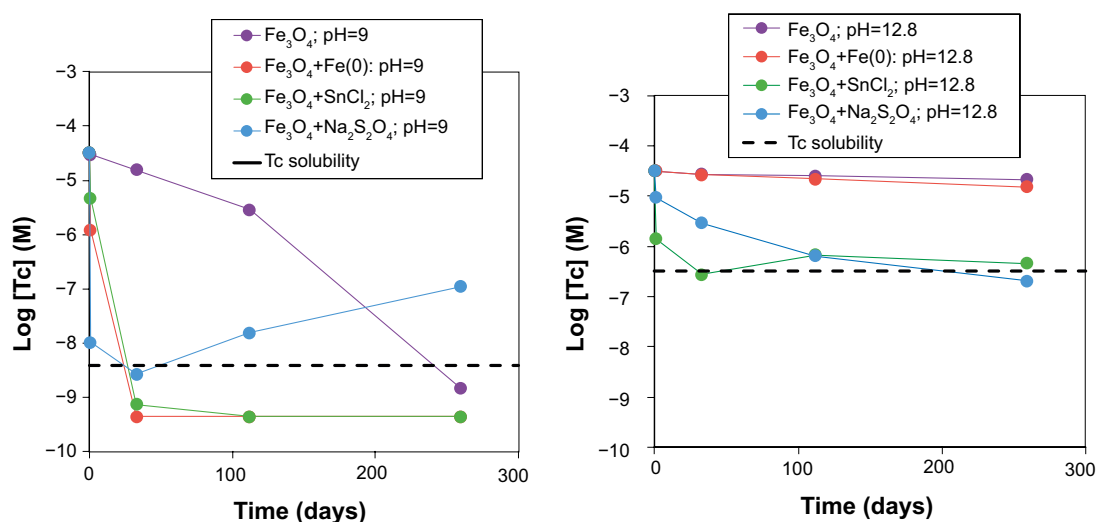 Fe₃O₄; pH=9
Fe₃O₄+Fe(0): pH=9
Fe₃O₄+SnCl₂; pH=9
Fe₃O₄+Na₂S₂O₄; pH=9
Tc solubility
Log [Tc] (M)
−3
−4
−5
−6
−7
−8
−9
−10
0
100
200
300
Time (days)
Fe₃O₄; pH=12.8
Fe₃O₄+Fe(0): pH=12.8
Fe₃O₄+SnCl₂; pH=12.8
Fe₃O₄+Na₂S₂O₄; pH=12.8
Tc solubility
Log [Tc] (M)
−3
−4
−5
−6
−7
−8
−9
−10
0
100
200
300
Time (days)